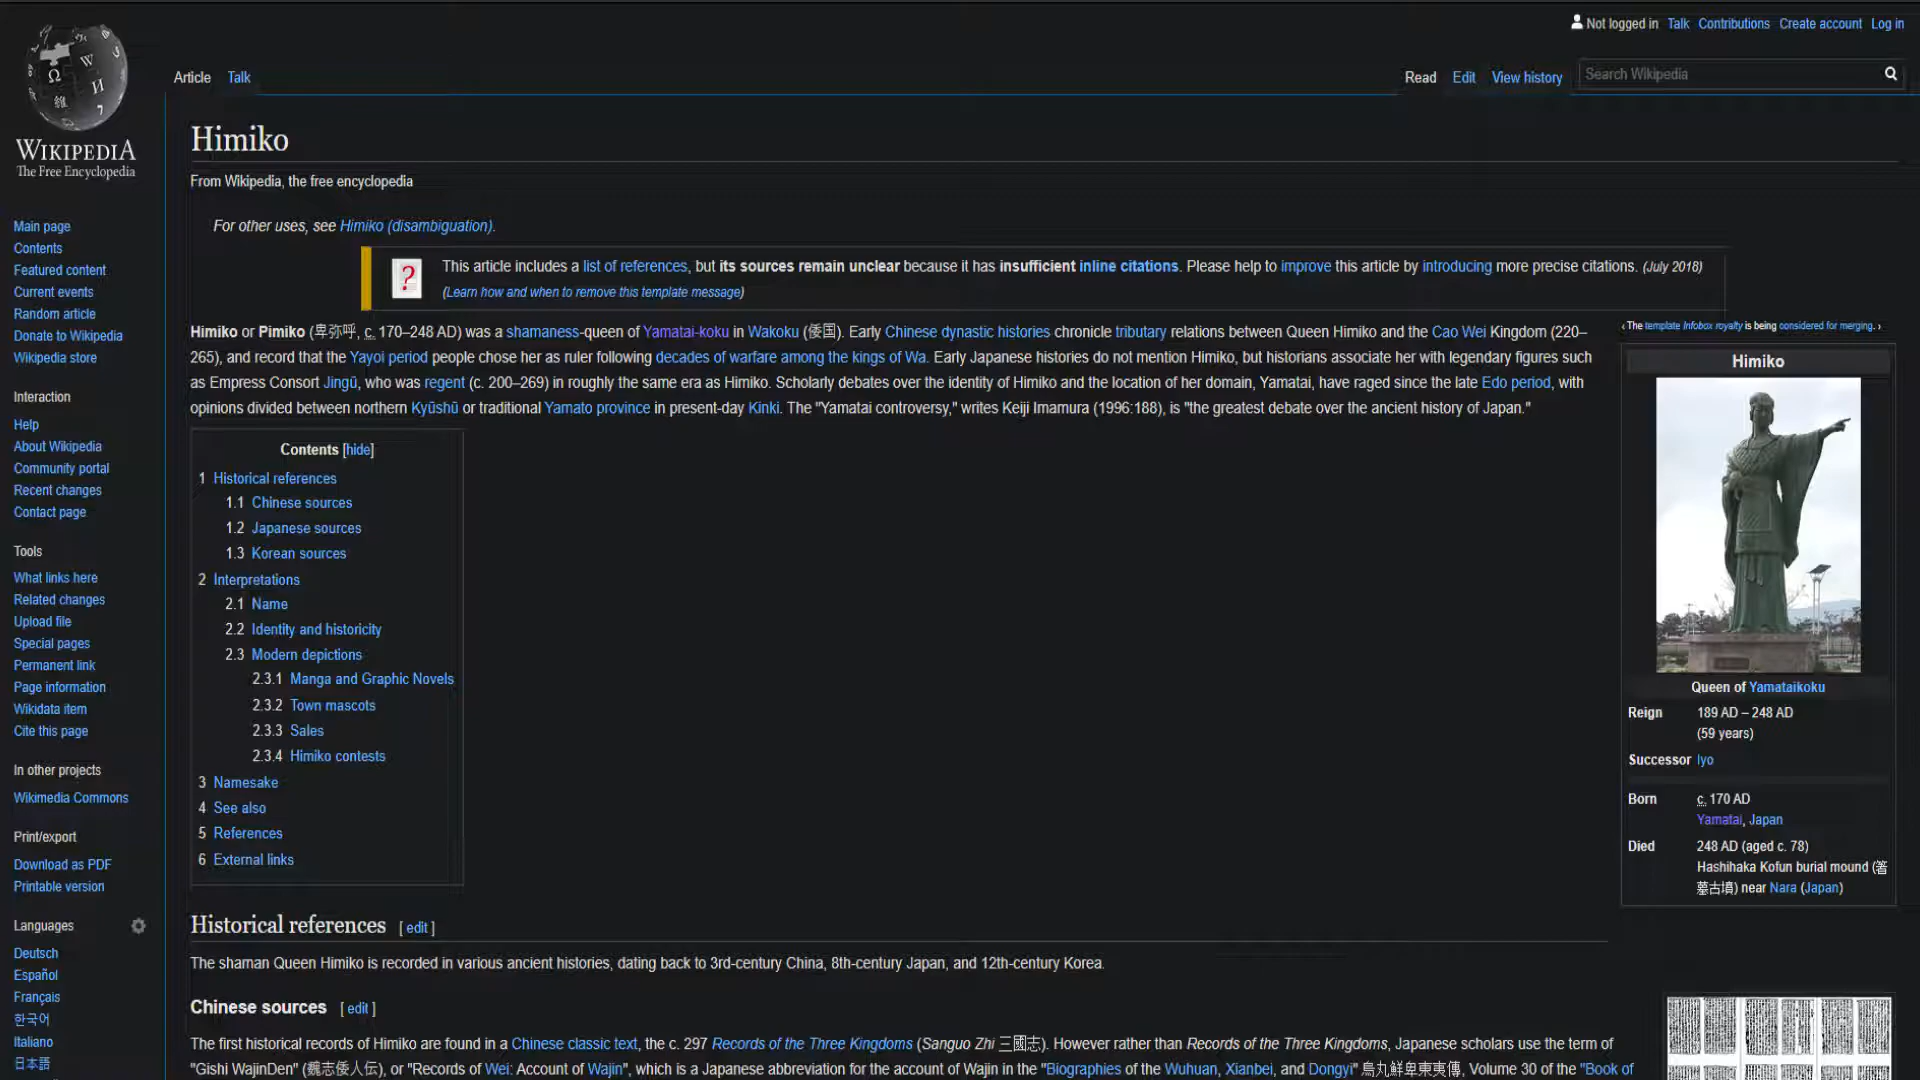 Not logged in Talk Contributions Create account Log in
Article Talk
Read Edit View history Search Wikipedia
WIKIPEDIA
The Free Encyclopedia
Main page
Contents
Featured content
Current events
Random article
Donate to Wikipedia
Wikipedia store
Interaction
Help
About Wikipedia
Community portal
Recent changes
Contact page
Tools
What links here
Related changes
Upload file
Special pages
Permanent link
Page information
Wikidata item
Cite this page
In other projects
Wikimedia Commons
Print/export
Download as PDF
Printable version
Languages
Deutsch
Español
Français
한국어
Italiano
日本語
Himiko
From Wikipedia, the free encyclopedia
For other uses, see Himiko (disambiguation).
This article includes a list of references, but its sources remain unclear because it has insufficient inline citations. Please help to improve this article by introducing more precise citations. (July 2018)
(Learn how and when to remove this template message)
Himiko or Pimiko (卑弥呼, c. 170–248 AD) was a shamaness-queen of Yamatai-koku in Wakoku (倭国). Early Chinese dynastic histories chronicle tributary relations between Queen Himiko and the Cao Wei Kingdom (220–
265), and record that the Yayoi period people chose her as ruler following decades of warfare among the kings of Wa. Early Japanese histories do not mention Himiko, but historians associate her with legendary figures such
as Empress Consort Jingū, who was regent (c. 200–269) in roughly the same era as Himiko. Scholarly debates over the identity of Himiko and the location of her domain, Yamatai, have raged since the late Edo period, with
opinions divided between northern Kyūshū or traditional Yamato province in present-day Kinki. The "Yamatai controversy," writes Keiji Imamura (1996:188), is "the greatest debate over the ancient history of Japan."
Contents [hide]
1 Historical references
1.1 Chinese sources
1.2 Japanese sources
1.3 Korean sources
2 Interpretations
2.1 Name
2.2 Identity and historicity
2.3 Modern depictions
2.3.1 Manga and Graphic Novels
2.3.2 Town mascots
2.3.3 Sales
2.3.4 Himiko contests
3 Namesake
4 See also
5 References
6 External links
‹ The template Infobox royalty is being considered for merging. ›
Himiko
Queen of Yamataikoku
Reign 189 AD – 248 AD
(59 years)
Successor Iyo
Born c. 170 AD
Yamatai, Japan
Died 248 AD (aged c. 78)
Hashihaka Kofun burial mound (箸
墓古墳) near Nara (Japan)
Historical references [ edit ]
The shaman Queen Himiko is recorded in various ancient histories, dating back to 3rd-century China, 8th-century Japan, and 12th-century Korea.
Chinese sources [ edit ]
The first historical records of Himiko are found in a Chinese classic text, the c. 297 Records of the Three Kingdoms (Sanguo Zhi 三國志). However rather than Records of the Three Kingdoms, Japanese scholars use the term of
"Gishi WajinDen" (魏志倭人伝), or "Records of Wei: Account of Wajin", which is a Japanese abbreviation for the account of Wajin in the "Biographies of the Wuhuan, Xianbei, and Dongyi" 烏丸鮮卑東夷傳, Volume 30 of the "Book of